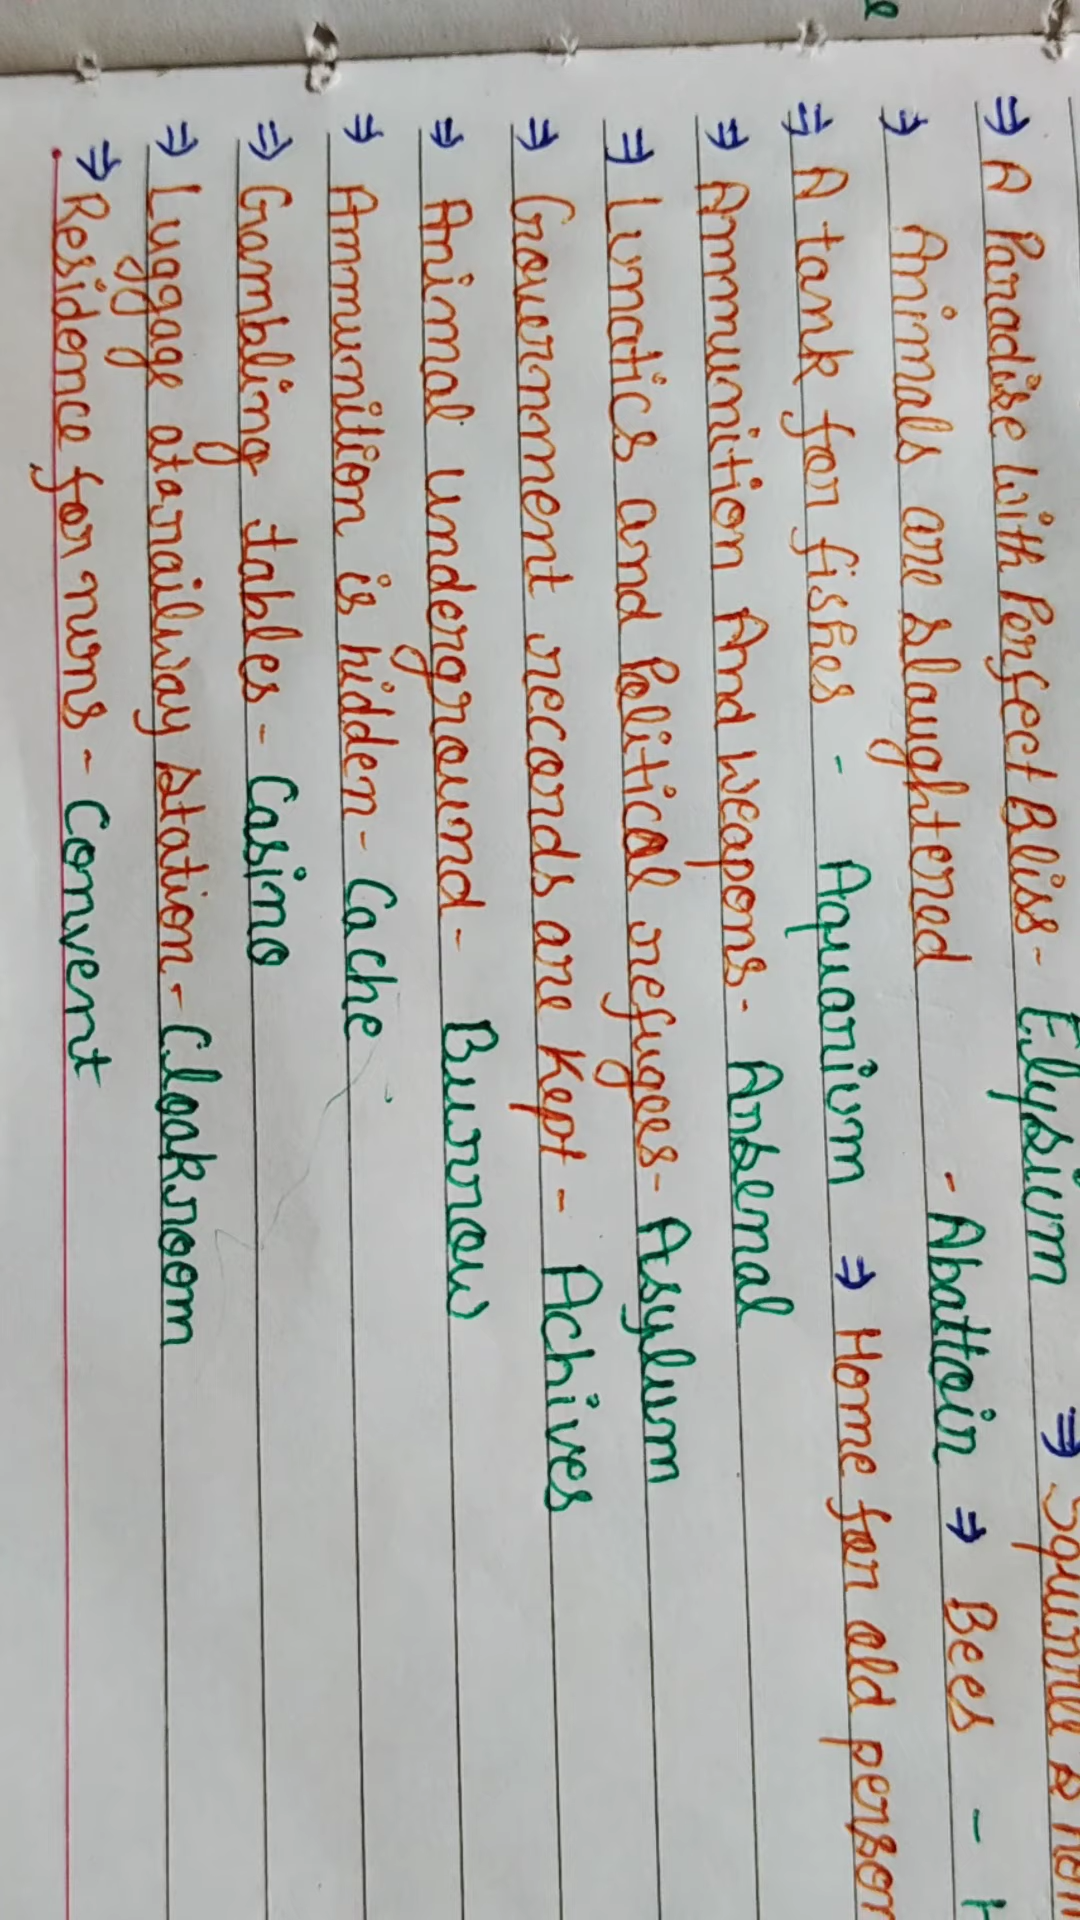 ⇒ A Paradise with Perfect Bliss - Elysium ⇒
⇒ Animals are slaughtered - Abattoir ⇒ Bees -
⇒ A tank for fishes - Aquarium ⇒ Home for old person
⇒ Ammunition And weapons - Arsenal
⇒ Lunatics and Political refugees - Asylum
⇒ Government records are kept - Achives
⇒ Animal underground - Burrow
⇒ Ammunition is hidden - Cache
⇒ Gambling tables - Casino
⇒ Luggage at a railway station - Cloakroom
⇒ Residence for nuns - Convent